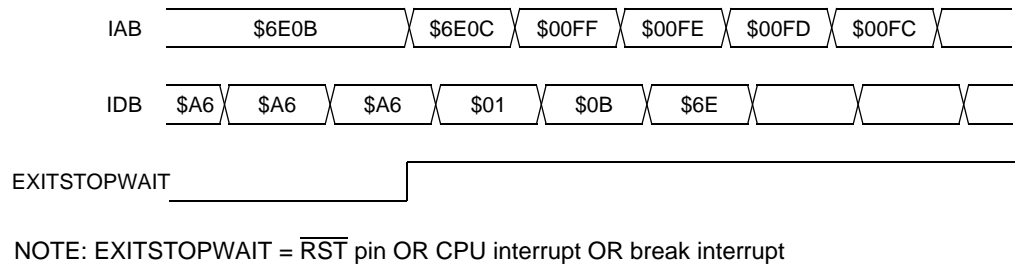 IAB $6E0B $6E0C $00FF $00FE $00FD $00FC
IDB $A6 $A6 $A6 $01 $0B $6E
EXITSTOPWAIT
NOTE: EXITSTOPWAIT = RST pin OR CPU interrupt OR break interrupt